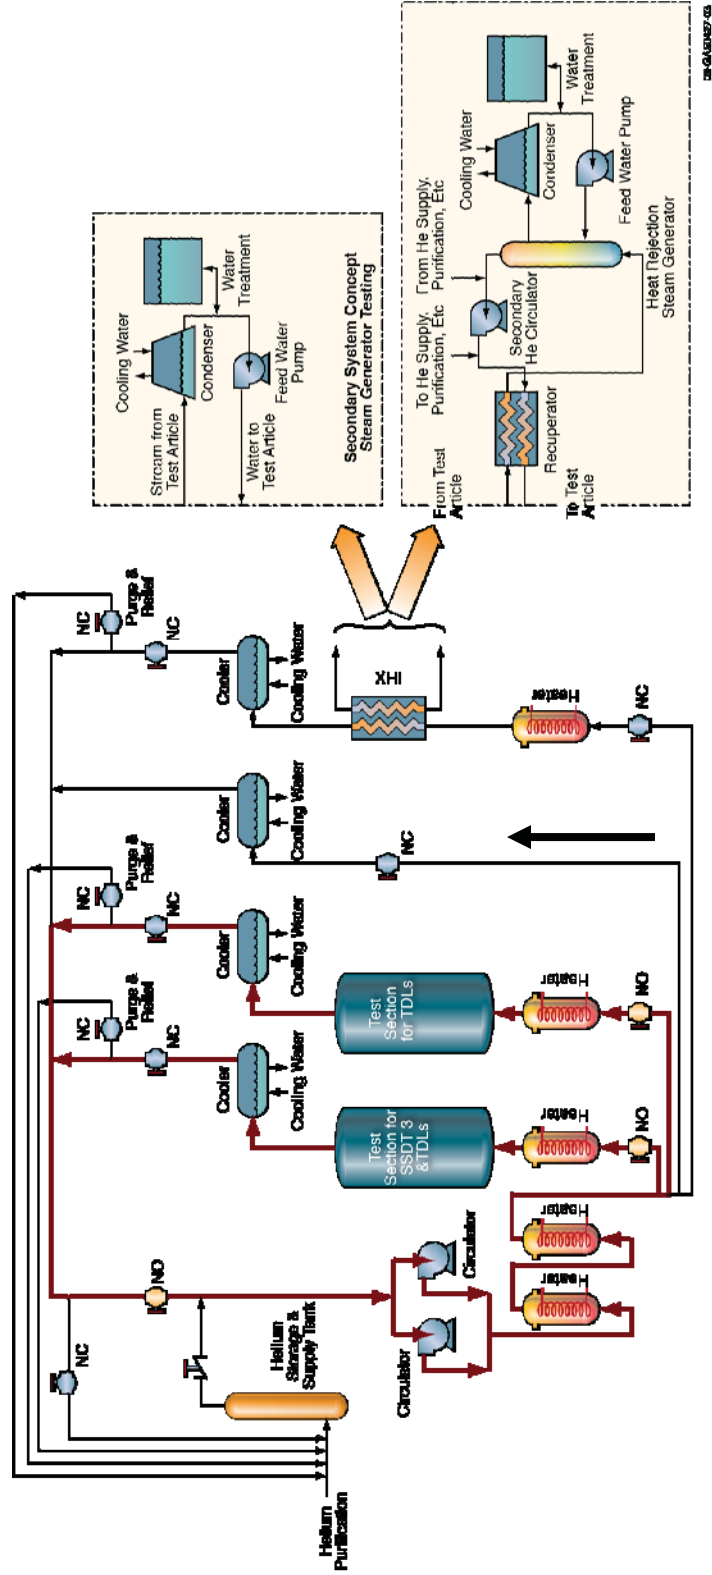 NC
NC
Purge &
Relief
NC
Purge &
Relief
NC
Purge &
Relief
NC
NO
NC
NC
NC
Cooler
Cooler
Cooler
Cooler
Cooling Water
Cooling Water
Cooling Water
Cooling Water
Helium
Storage &
Supply Tank
Helium
Purification
Circulator
Circulator
Test
Section for
SSDT 3
&TDLs
Test
Section
for TDLs
NC
IHX
Heater
Heater
Heater
Heater
Heater
NO
NO
NC
Cooling Water
Stream from
Test Article
Condenser
Water
Treatment
Water to
Test Article
Feed Water
Pump
Secondary System Concept
Steam Generator Testing
To He Supply,
Purification, Etc
From He Supply,
Purification, Etc
Cooling Water
From Test
Article
Secondary
He Circulator
Condenser
Water
Treatment
Recuperator
Feed Water Pump
To Test
Article
Heat Rejection
Steam Generator